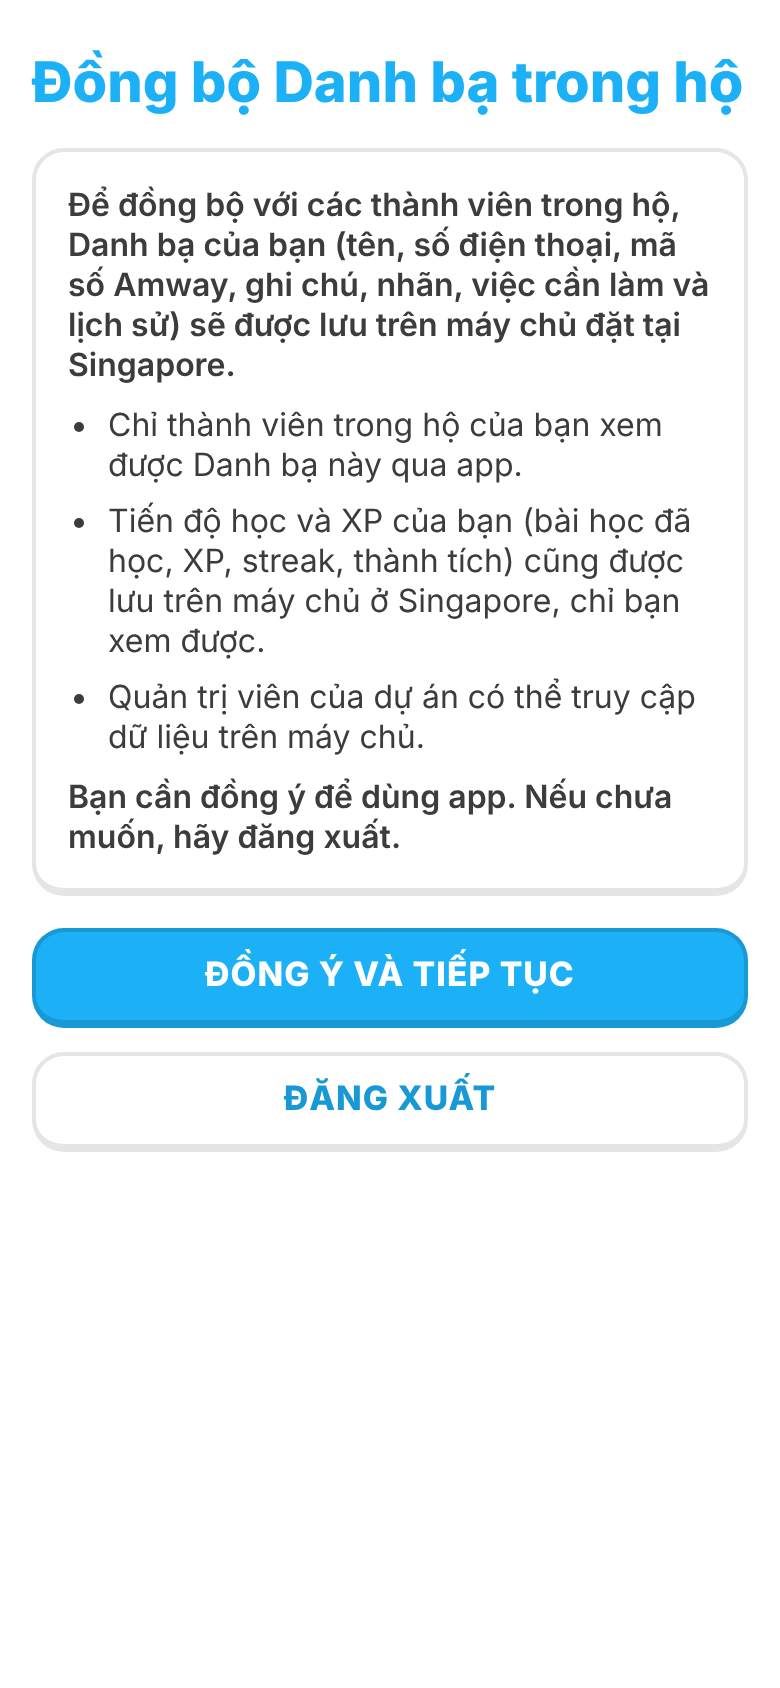 Đồng bộ Danh bạ trong hộ
Để đồng bộ với các thành viên trong hộ,
Danh bạ của bạn (tên, số điện thoại, mã
số Amway, ghi chú, nhãn, việc cần làm và
lịch sử) sẽ được lưu trên máy chủ đặt tại
Singapore.
• Chỉ thành viên trong hộ của bạn xem
được Danh bạ này qua app.
• Tiến độ học và XP của bạn (bài học đã
học, XP, streak, thành tích) cũng được
lưu trên máy chủ ở Singapore, chỉ bạn
xem được.
• Quản trị viên của dự án có thể truy cập
dữ liệu trên máy chủ.
Bạn cần đồng ý để dùng app. Nếu chưa
muốn, hãy đăng xuất.
ĐỒNG Ý VÀ TIẾP TỤC
ĐĂNG XUẤT